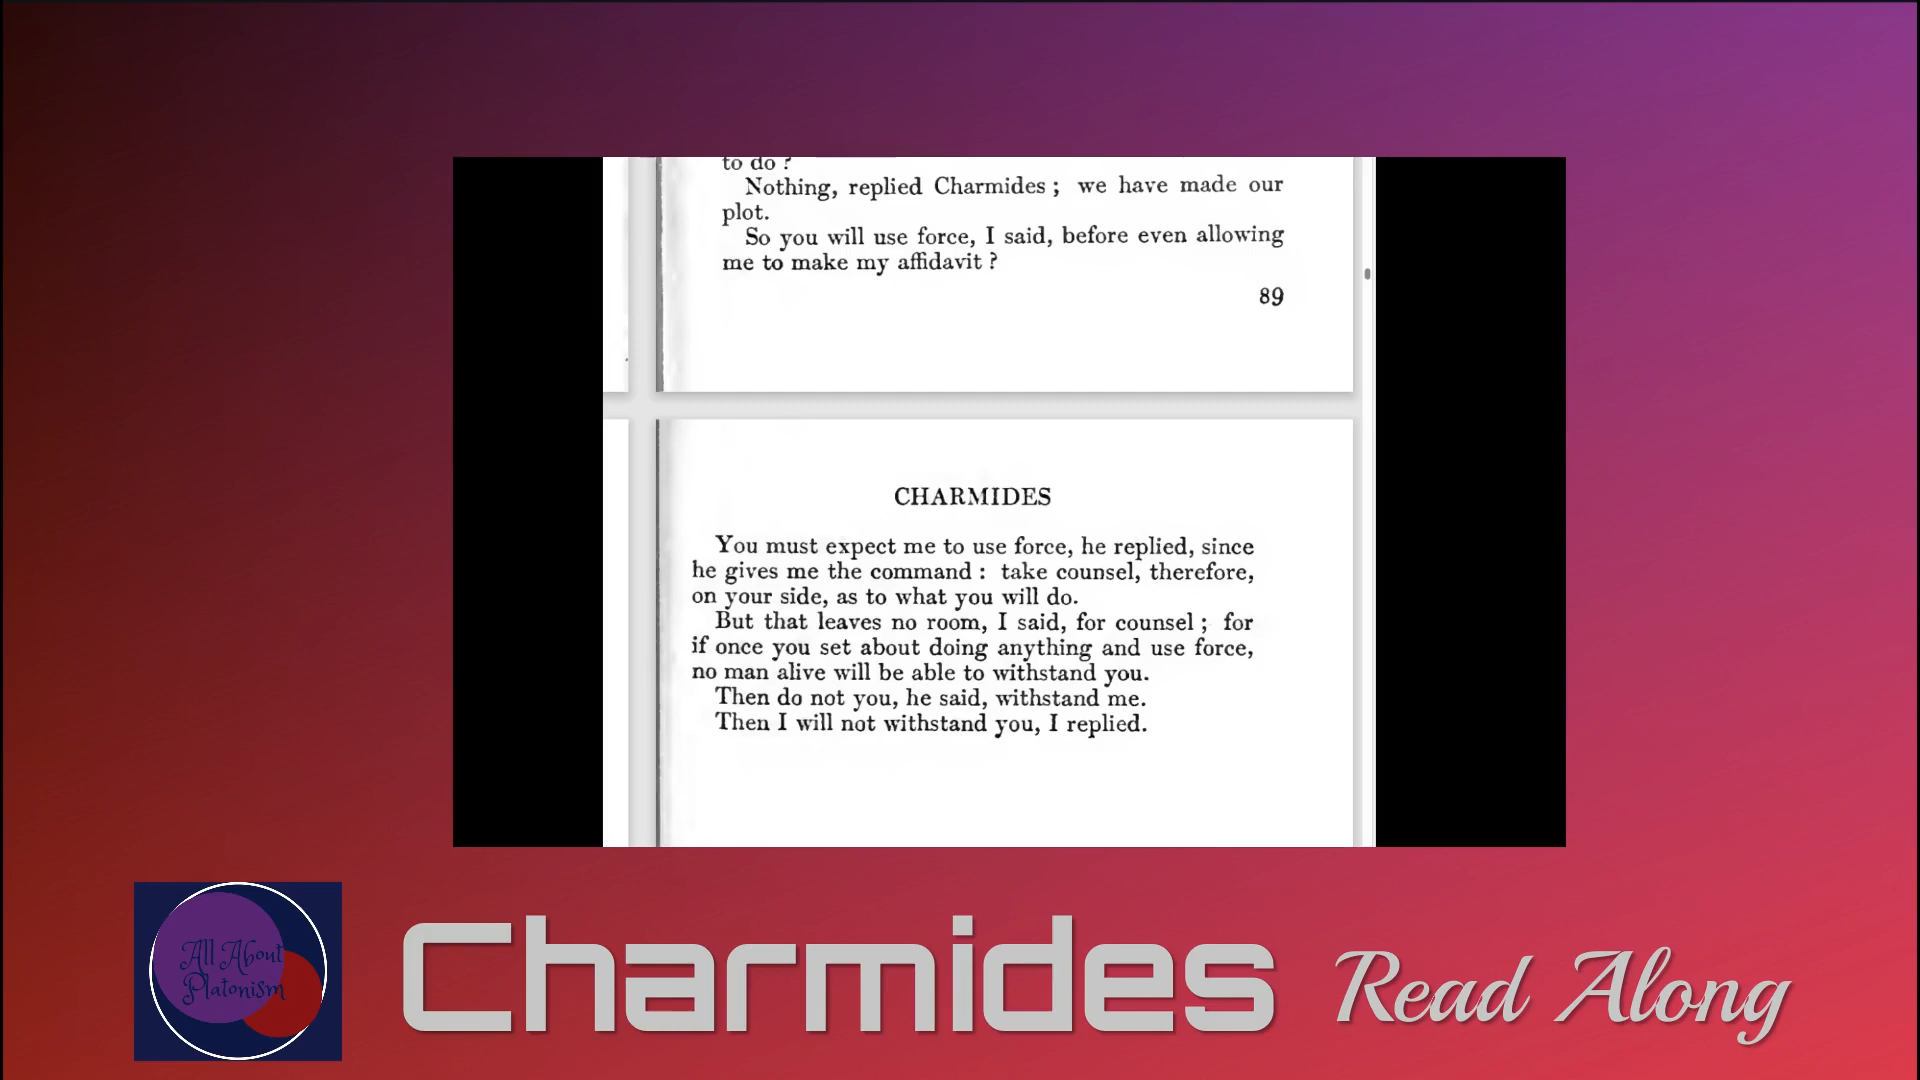 to do ?
Nothing, replied Charmides ; we have made our
plot.
So you will use force, I said, before even allowing
me to make my affidavit ?
89
CHARMIDES
You must expect me to use force, he replied, since
he gives me the command : take counsel, therefore,
on your side, as to what you will do.
But that leaves no room, I said, for counsel ; for
if once you set about doing anything and use force,
no man alive will be able to withstand you.
Then do not you, he said, withstand me.
Then I will not withstand you, I replied.
All About
Platonism
Charmides Read Along